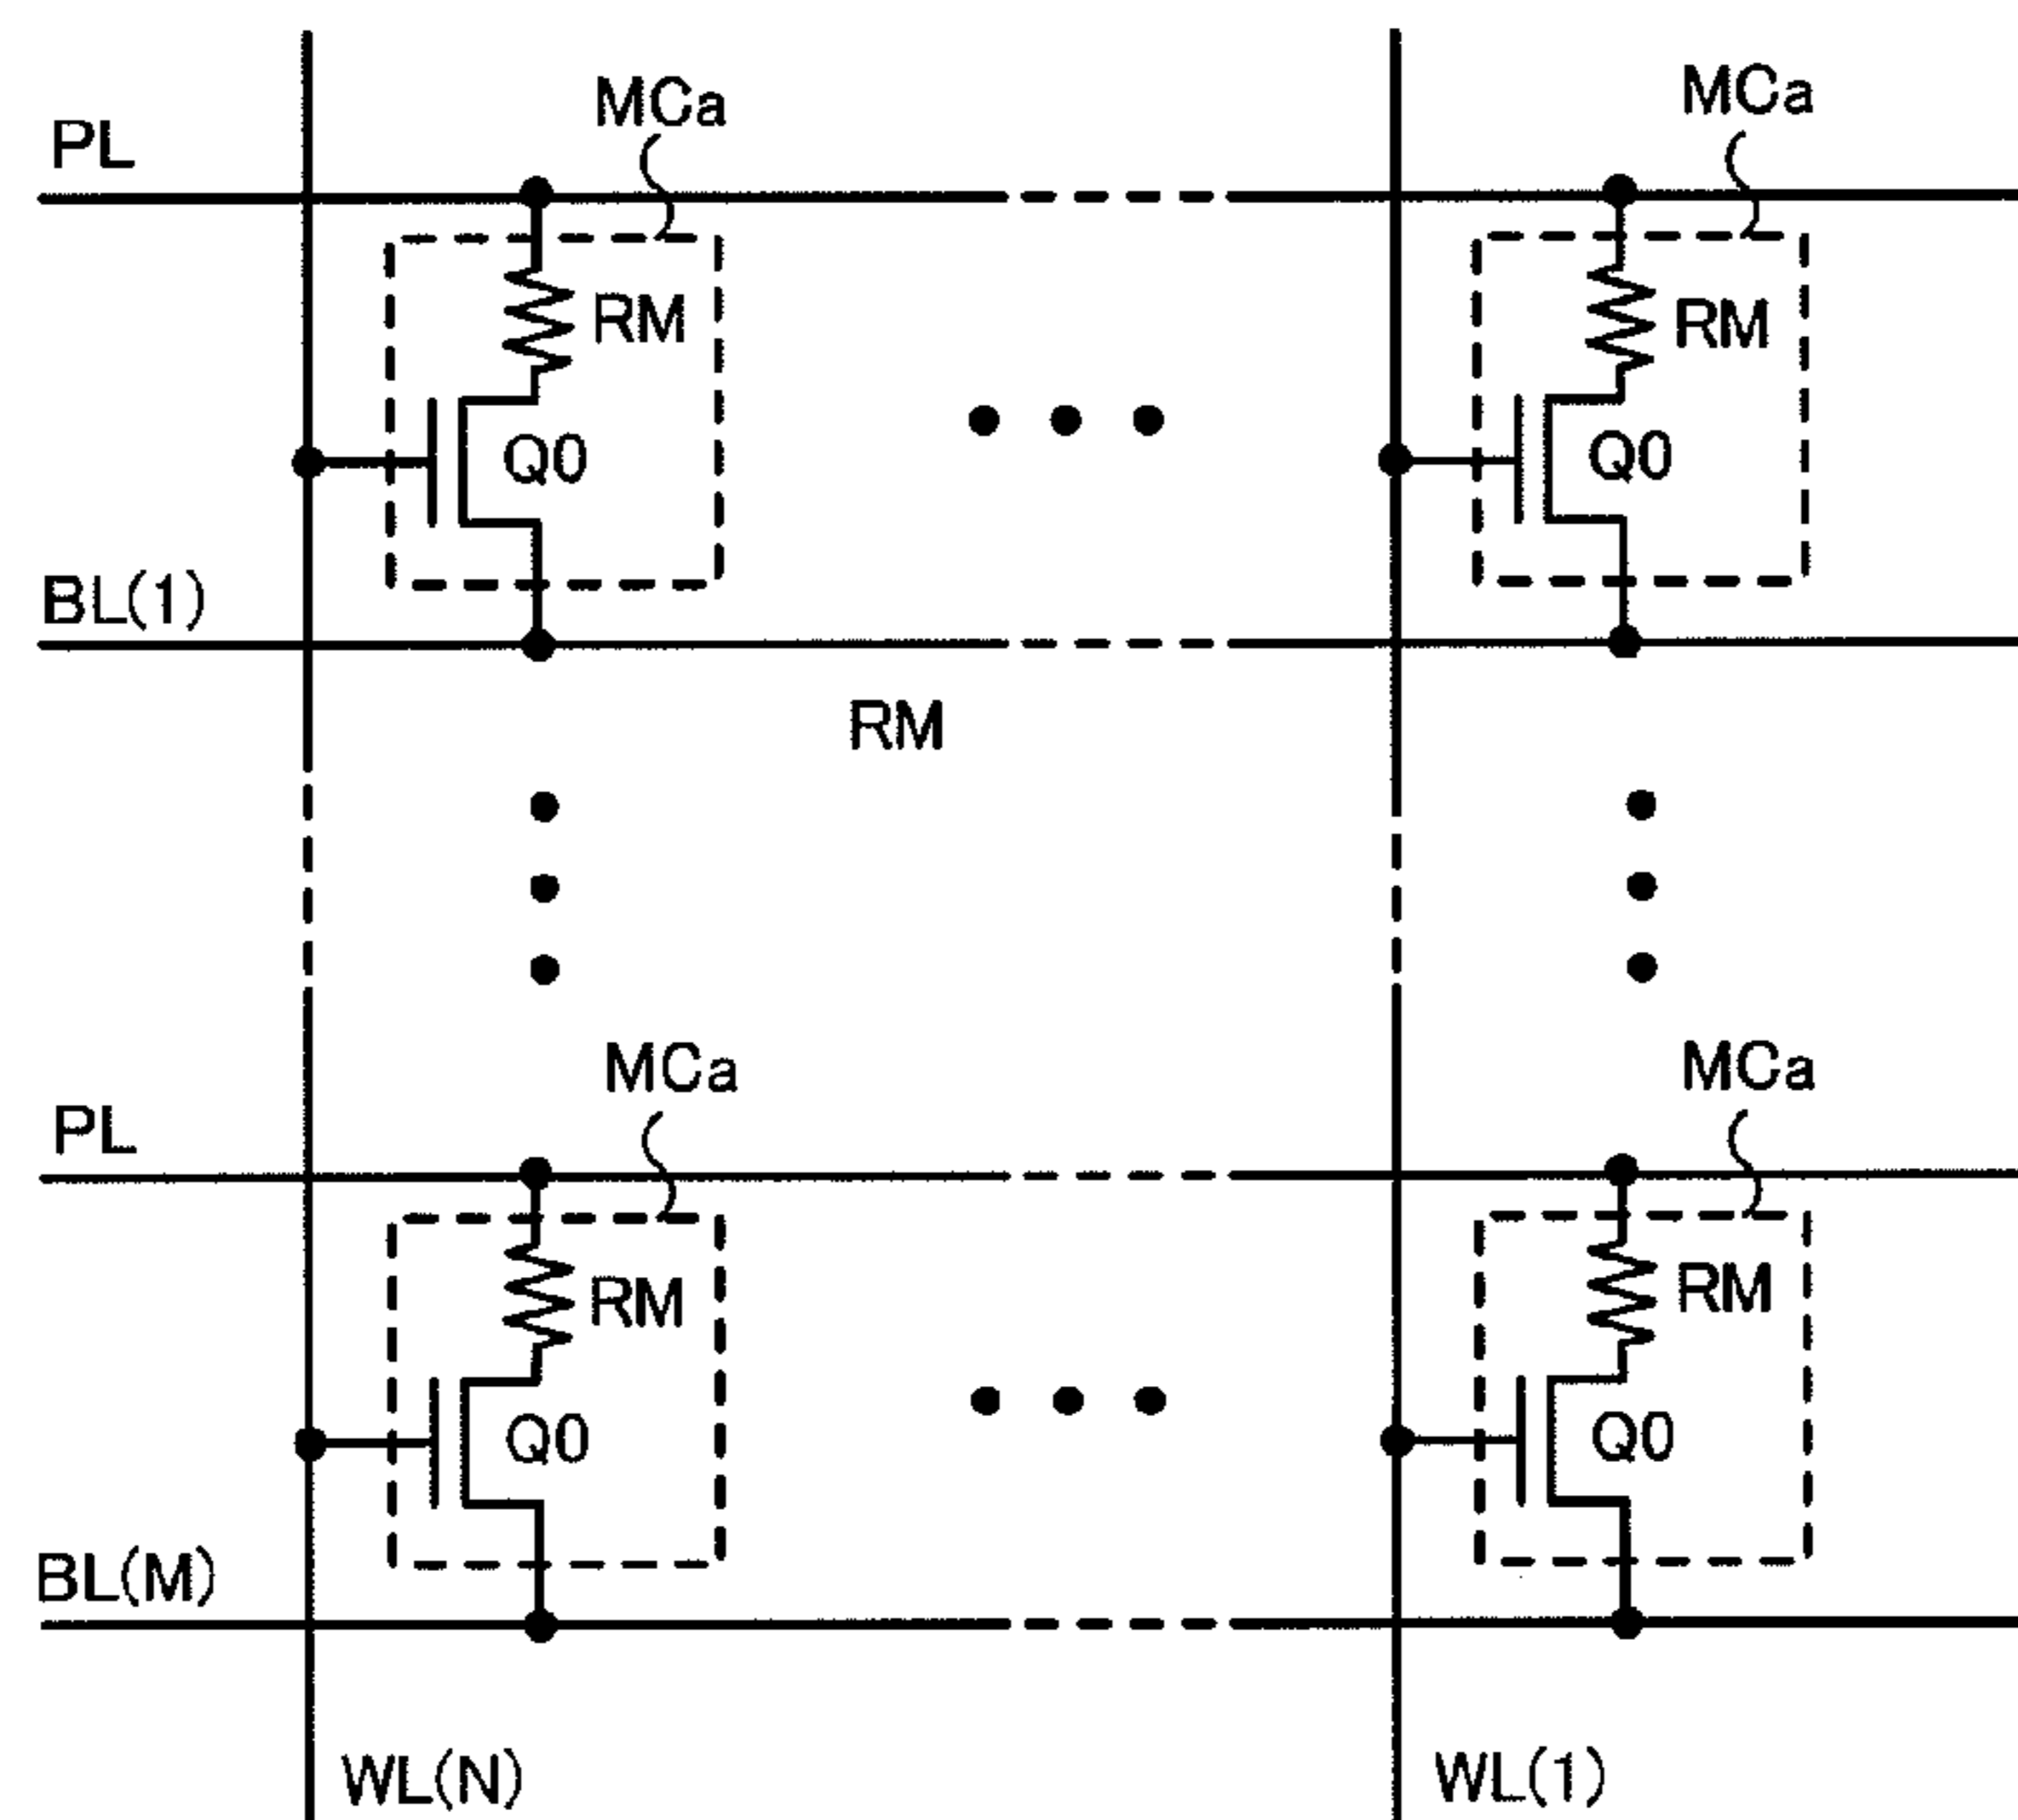 MCa MCa
PL
RM RM
Q0 Q0
BL(1)
RM
MCa MCa
PL
RM RM
Q0 Q0
BL(M)
WL(N) WL(1)